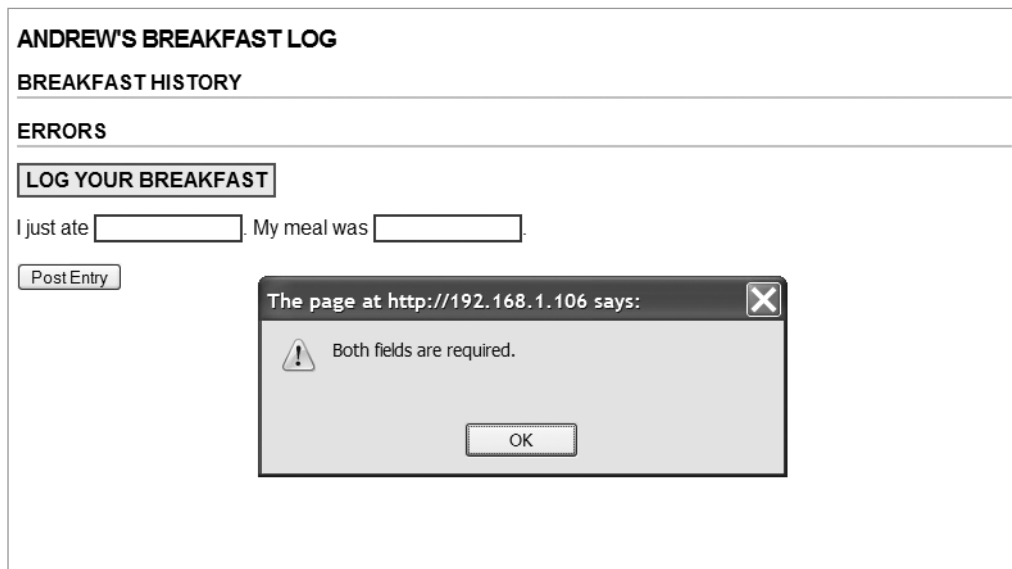 ANDREW'S BREAKFAST LOG
BREAKFAST HISTORY
ERRORS
LOG YOUR BREAKFAST
I just ate . My meal was .
Post Entry
The page at http://192.168.1.106 says:
Both fields are required.
OK